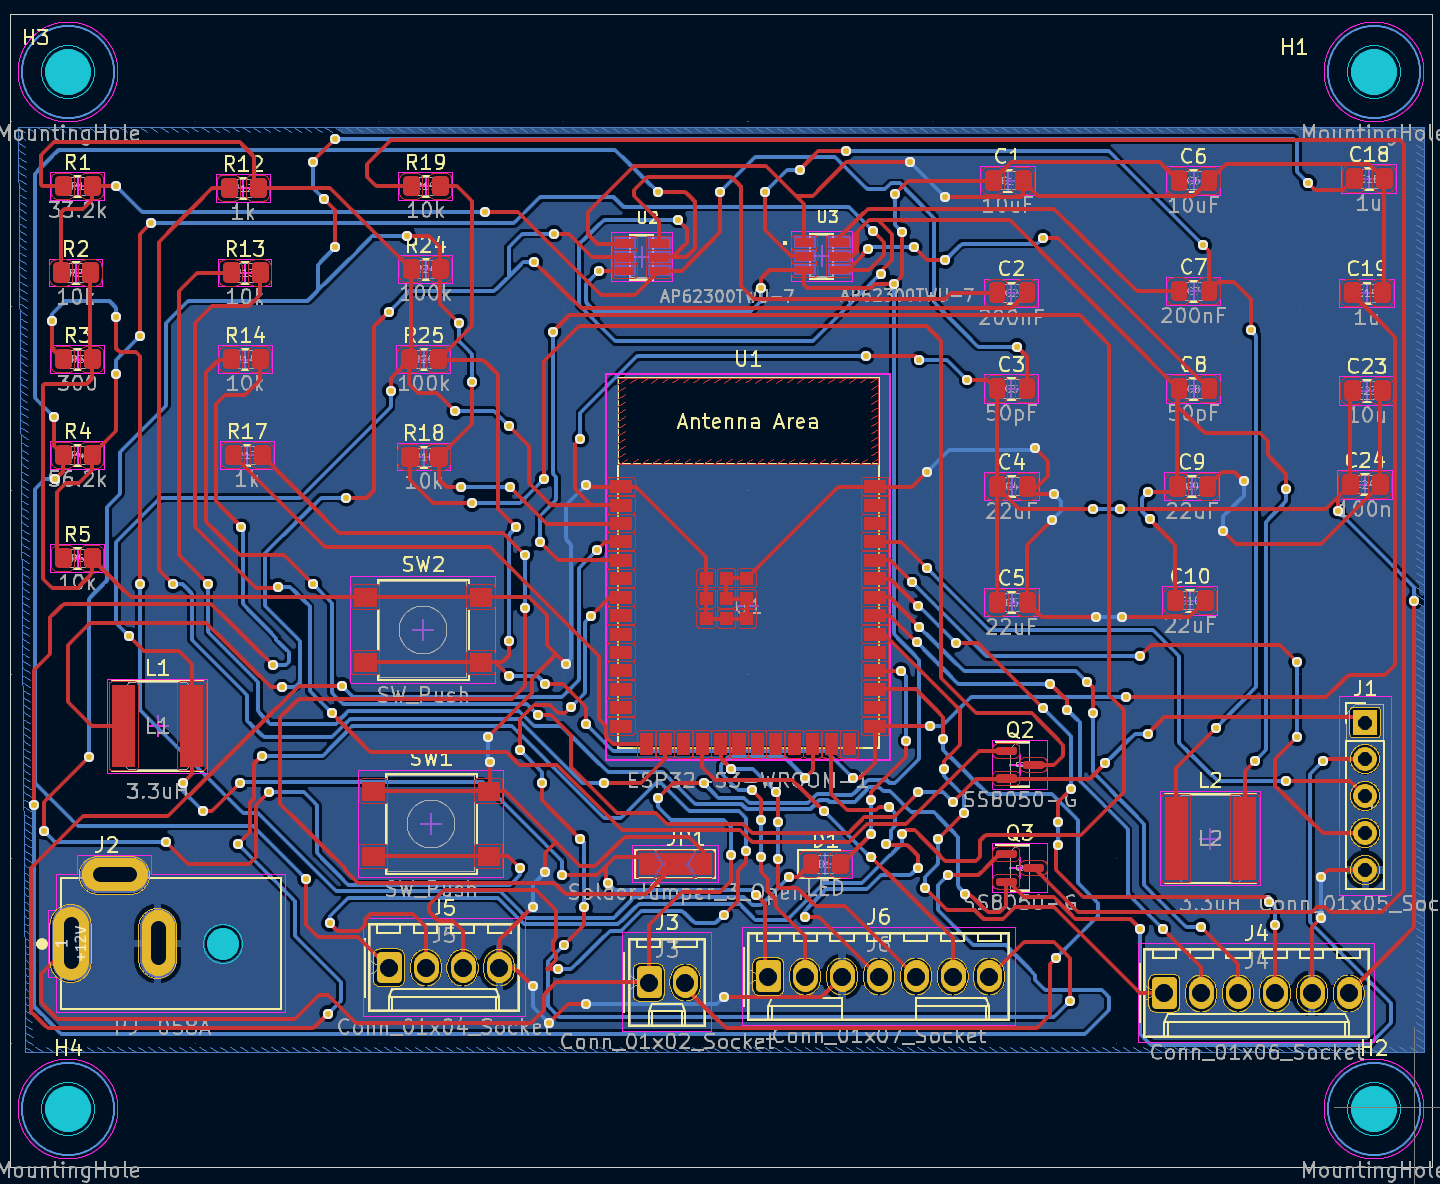 H3
H1
MountingHole
MountingHole
R1
33.2k
R12
1k
R19
10k
C1
10uF
C6
10uF
C18
1u
U2
AP62300TWU-7
U3
AP62300TWU-7
R2
10k
R13
10k
R24
100k
C2
200nF
C7
200nF
C19
1u
R3
300
R14
10k
R25
100k
U1
Antenna Area
C3
50pF
C8
50pF
C23
10u
R4
56.2k
R17
1k
R18
10k
C4
22uF
C9
22uF
C24
100n
R5
10k
SW2
SW_Push
C5
22uF
C10
22uF
L1
L1
3.3uH
J1
Conn_01x05_Soc
Q2
SS8050-G
ESP32-S3-WROOM-1
SW1
SW_Push
L2
L2
3.3uH
JP1
SolderJumper_3_Open
D1
LED
Q3
SS8050-G
J2
1
+12V
J5
J5
Conn_01x04_Socket
J3
J3
Conn_01x02_Socket
J6
J6
Conn_01x07_Socket
J4
J4
Conn_01x06_Socket
H4
H2
MountingHole
MountingHole